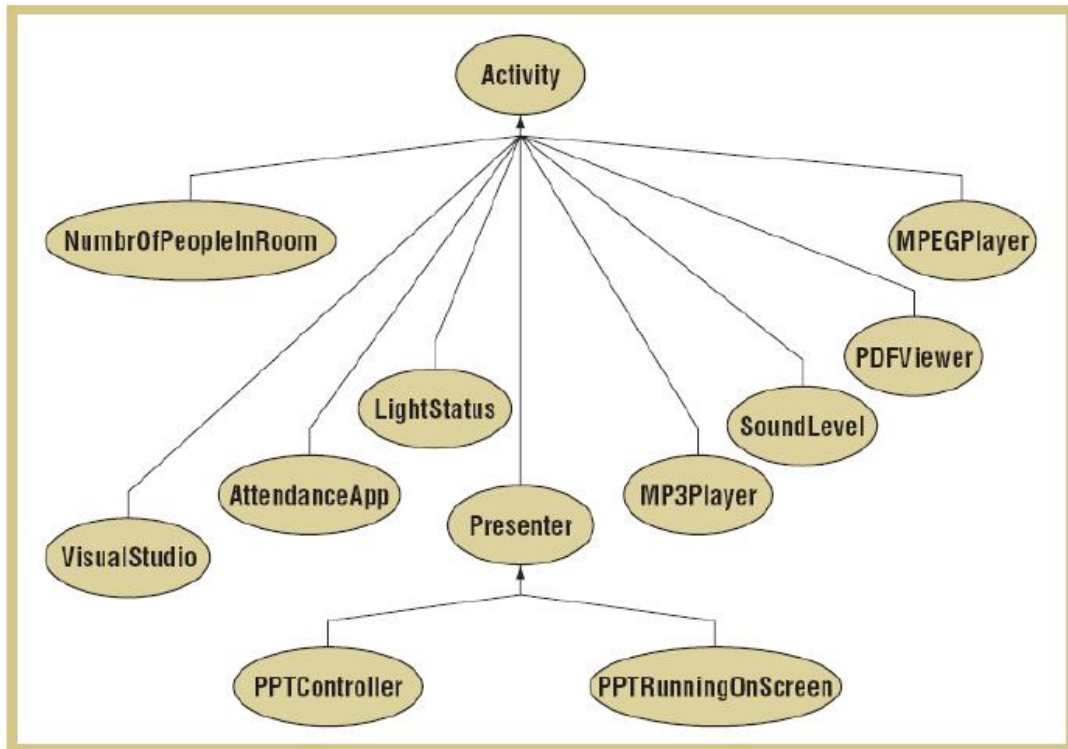 Activity
NumbrOfPeopleInRoom
MPEGPlayer
PDFViewer
LightStatus
SoundLevel
AttendanceApp
MP3Player
Presenter
VisualStudio
PPTController
PPTRunningOnScreen